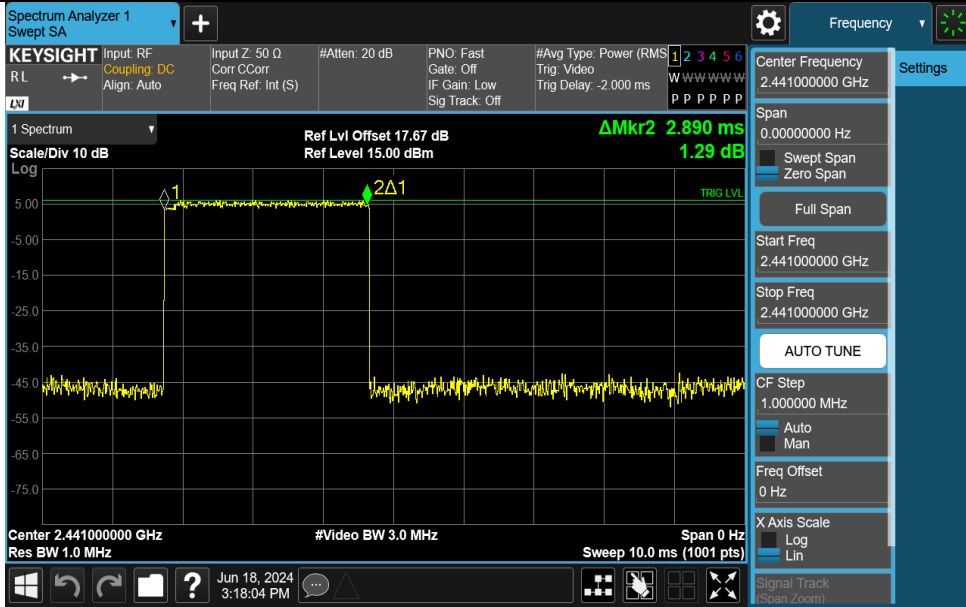 Spectrum Analyzer 1
Swept SA
+
Frequency
KEYSIGHT
RL
LXI
Input: RF
Coupling: DC
Align: Auto
Input Z: 50 Ω
Corr CCorr
Freq Ref: Int (S)
#Atten: 20 dB
PNO: Fast
Gate: Off
IF Gain: Low
Sig Track: Off
#Avg Type: Power (RMS
Trig: Video
Trig Delay: -2.000 ms
1 2 3 4 5 6
W W W W W W
P P P P P P
1 Spectrum
Scale/Div 10 dB
Log
Ref Lvl Offset 17.67 dB
Ref Level 15.00 dBm
ΔMkr2 2.890 ms
1.29 dB
1
2Δ1
TRIG LVL
5.00
-5.00
-15.0
-25.0
-35.0
-45.0
-55.0
-65.0
-75.0
Center 2.441000000 GHz
Res BW 1.0 MHz
#Video BW 3.0 MHz
Span 0 Hz
Sweep 10.0 ms (1001 pts)
Center Frequency
2.441000000 GHz
Span
0.00000000 Hz
Swept Span
Zero Span
Full Span
Start Freq
2.441000000 GHz
Stop Freq
2.441000000 GHz
AUTO TUNE
CF Step
1.000000 MHz
Auto
Man
Freq Offset
0 Hz
X Axis Scale
Log
Lin
Signal Track
(Span Zoom)
Settings
?
Jun 18, 2024
3:18:04 PM